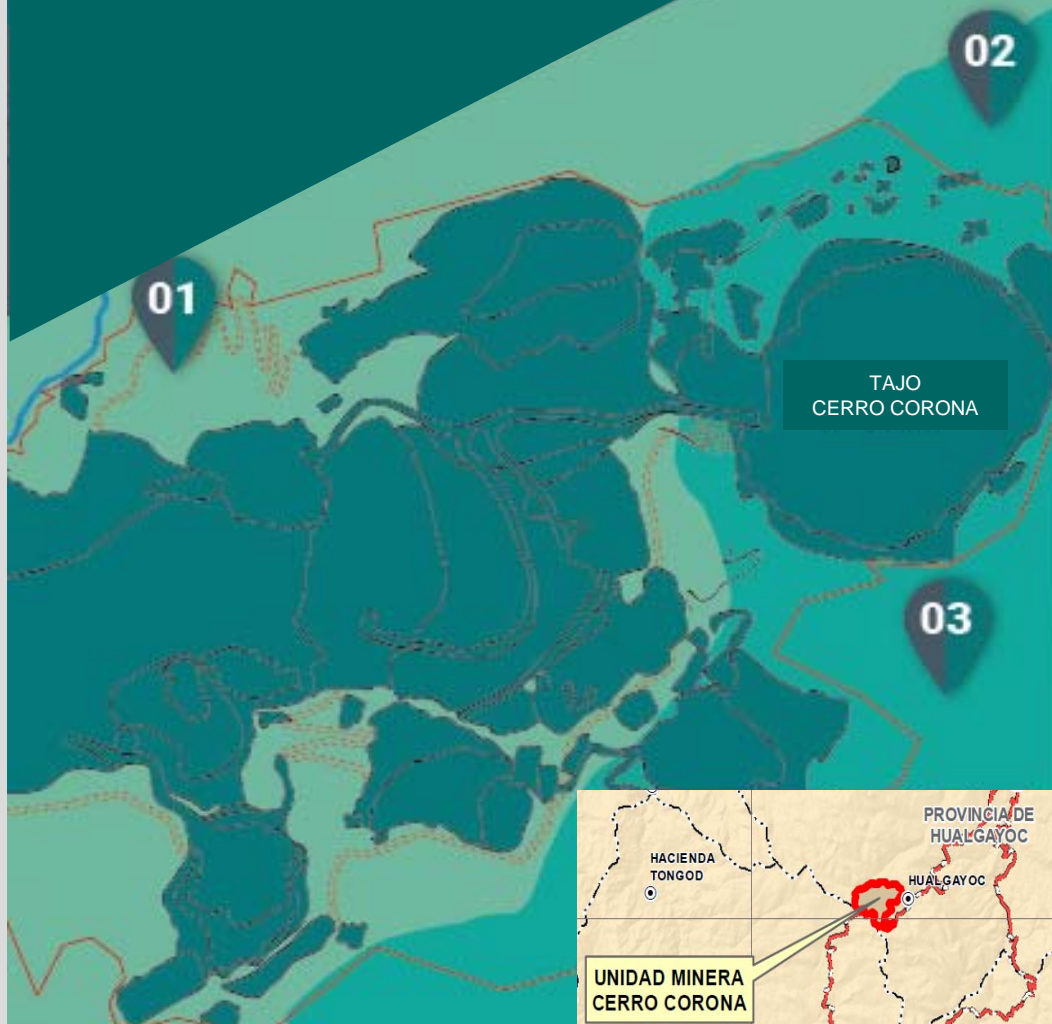 02
01
TAJO
CERRO CORONA
03
PROVINCIA DE
HUALGAYOC
HACIENDA
TONGOD
HUALGAYOC
UNIDAD MINERA
CERRO CORONA